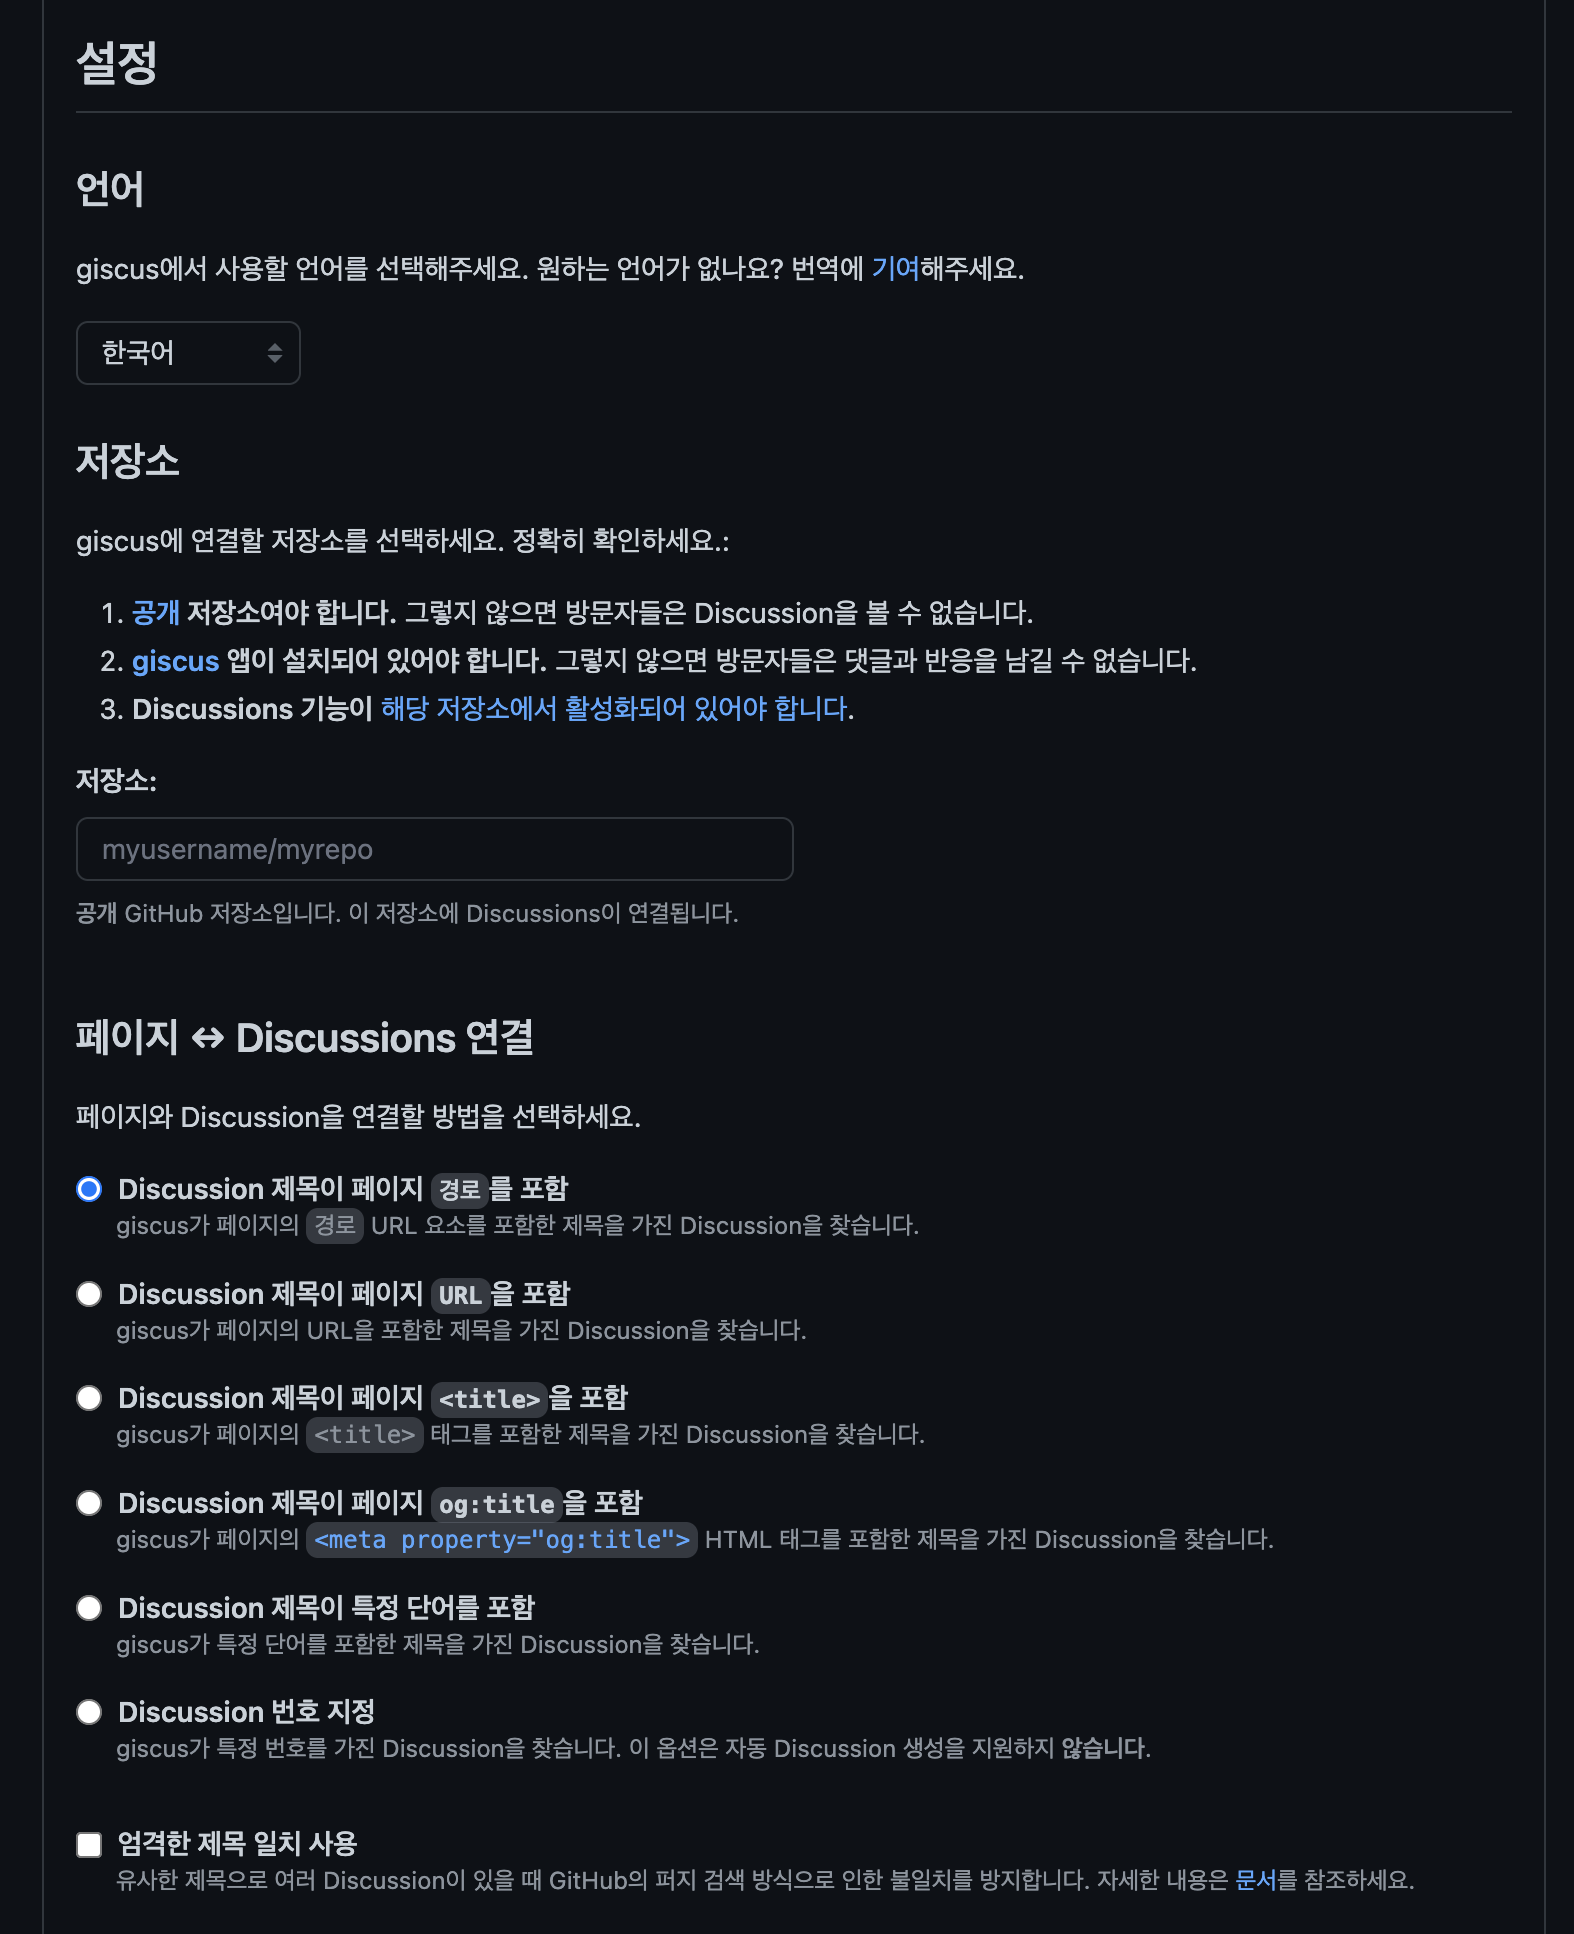 설정
언어
giscus에서 사용할 언어를 선택해주세요. 원하는 언어가 없나요? 번역에 기여해주세요.
한국어
저장소
giscus에 연결할 저장소를 선택하세요. 정확히 확인하세요.:
1. 공개 저장소여야 합니다. 그렇지 않으면 방문자들은 Discussion을 볼 수 없습니다.
2. giscus 앱이 설치되어 있어야 합니다. 그렇지 않으면 방문자들은 댓글과 반응을 남길 수 없습니다.
3. Discussions 기능이 해당 저장소에서 활성화되어 있어야 합니다.
저장소:
myusername/myrepo
공개 GitHub 저장소입니다. 이 저장소에 Discussions이 연결됩니다.
페이지 ↔ Discussions 연결
페이지와 Discussion을 연결할 방법을 선택하세요.
Discussion 제목이 페이지 경로를 포함
giscus가 페이지의 경로 URL 요소를 포함한 제목을 가진 Discussion을 찾습니다.
Discussion 제목이 페이지 URL을 포함
giscus가 페이지의 URL을 포함한 제목을 가진 Discussion을 찾습니다.
Discussion 제목이 페이지 <title>을 포함
giscus가 페이지의 <title> 태그를 포함한 제목을 가진 Discussion을 찾습니다.
Discussion 제목이 페이지 og:title을 포함
giscus가 페이지의 <meta property="og:title"> HTML 태그를 포함한 제목을 가진 Discussion을 찾습니다.
Discussion 제목이 특정 단어를 포함
giscus가 특정 단어를 포함한 제목을 가진 Discussion을 찾습니다.
Discussion 번호 지정
giscus가 특정 번호를 가진 Discussion을 찾습니다. 이 옵션은 자동 Discussion 생성을 지원하지 않습니다.
엄격한 제목 일치 사용
유사한 제목으로 여러 Discussion이 있을 때 GitHub의 퍼지 검색 방식으로 인한 불일치를 방지합니다. 자세한 내용은 문서를 참조하세요.